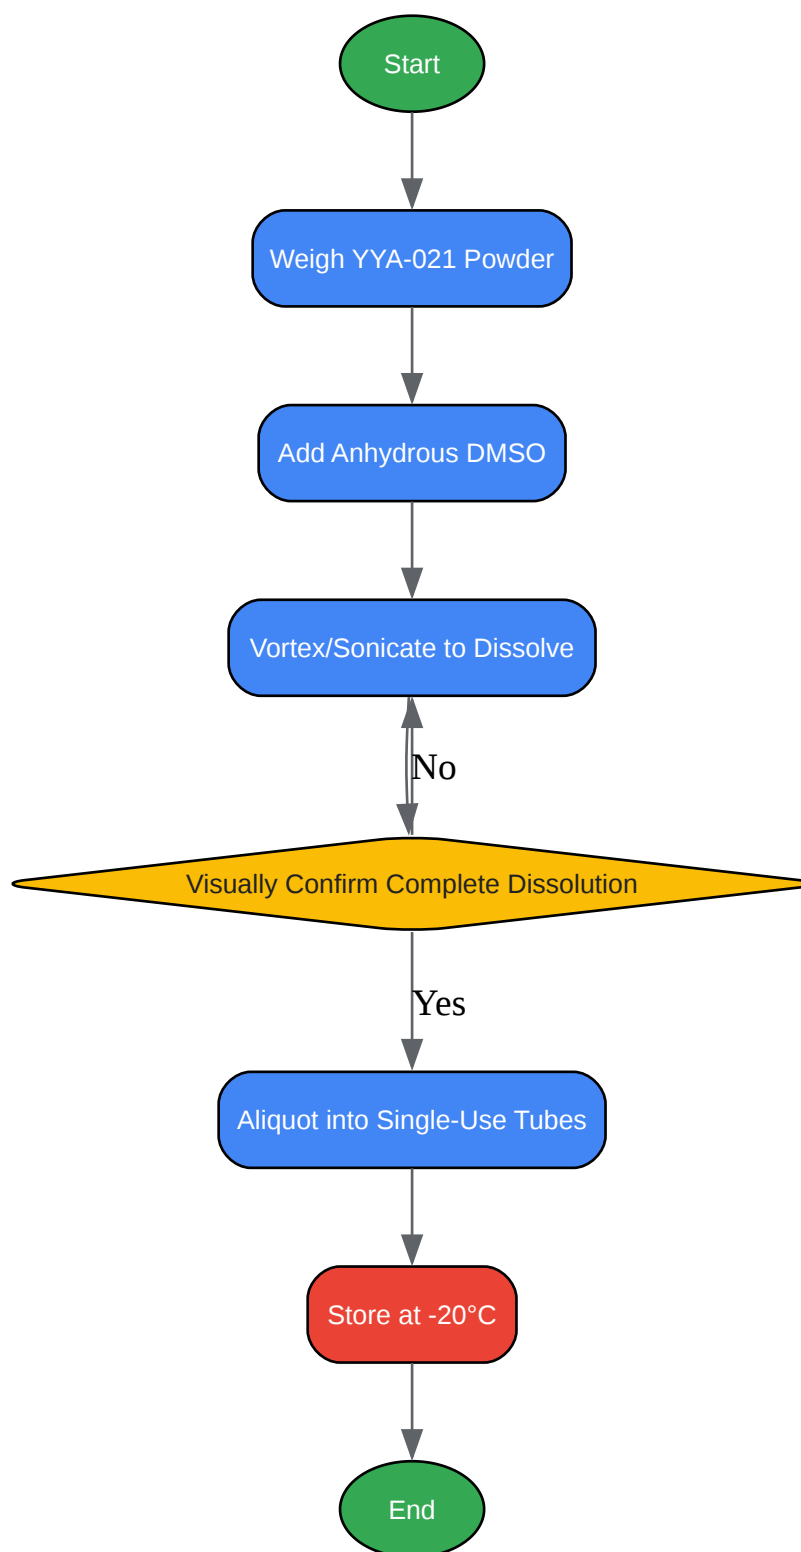 Start
Weigh YYA-021 Powder
Add Anhydrous DMSO
Vortex/Sonicate to Dissolve
No
Visually Confirm Complete Dissolution
Yes
Aliquot into Single-Use Tubes
Store at -20°C
End